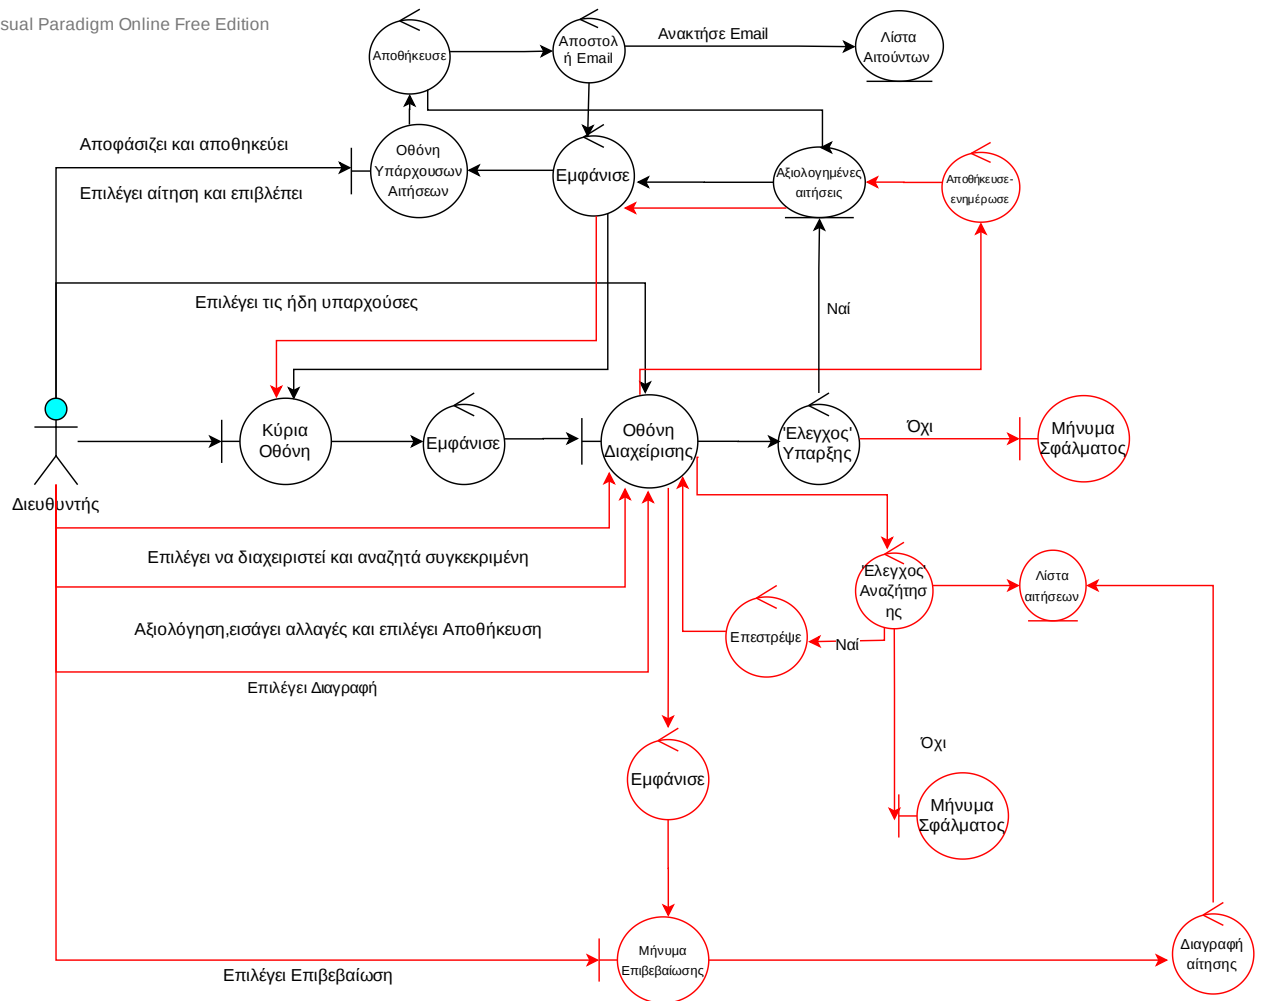 sual Paradigm Online Free Edition
Αποθήκευσε
Αποστολ
ή Email
Ανακτήσε Email
Λίστα
Αιτούντων
Αποφάσιζει και αποθηκεύει
Επιλέγει αίτηση και επιβλέπει
Οθόνη
Υπάρχουσων
Αιτήσεων
Εμφάνισε
Αξιολογημένες
αιτήσεις
Αποθήκευσε-
ενημέρωσε
Επιλέγει τις ήδη υπαρχούσες
Ναί
Διευθυντής
Κύρια
Οθόνη
Εμφάνισε
Οθόνη
Διαχείρισης
'Ελεγχος'
Υπαρξης
Όχι
Μήνυμα
Σφάλματος
Επιλέγει να διαχειριστεί και αναζητά συγκεκριμένη
Αξιολόγηση,εισάγει αλλαγές και επιλέγει Αποθήκευση
Επιλέγει Διαγραφή
Επεστρέψε
Ναί
'Ελεγχος'
Αναζήτησ
ης
Λίστα
αιτήσεων
Όχι
Εμφάνισε
Μήνυμα
Σφάλματος
Επιλέγει Επιβεβαίωση
Μήνυμα
Επιβεβαίωσης
Διαγραφή
αίτησης